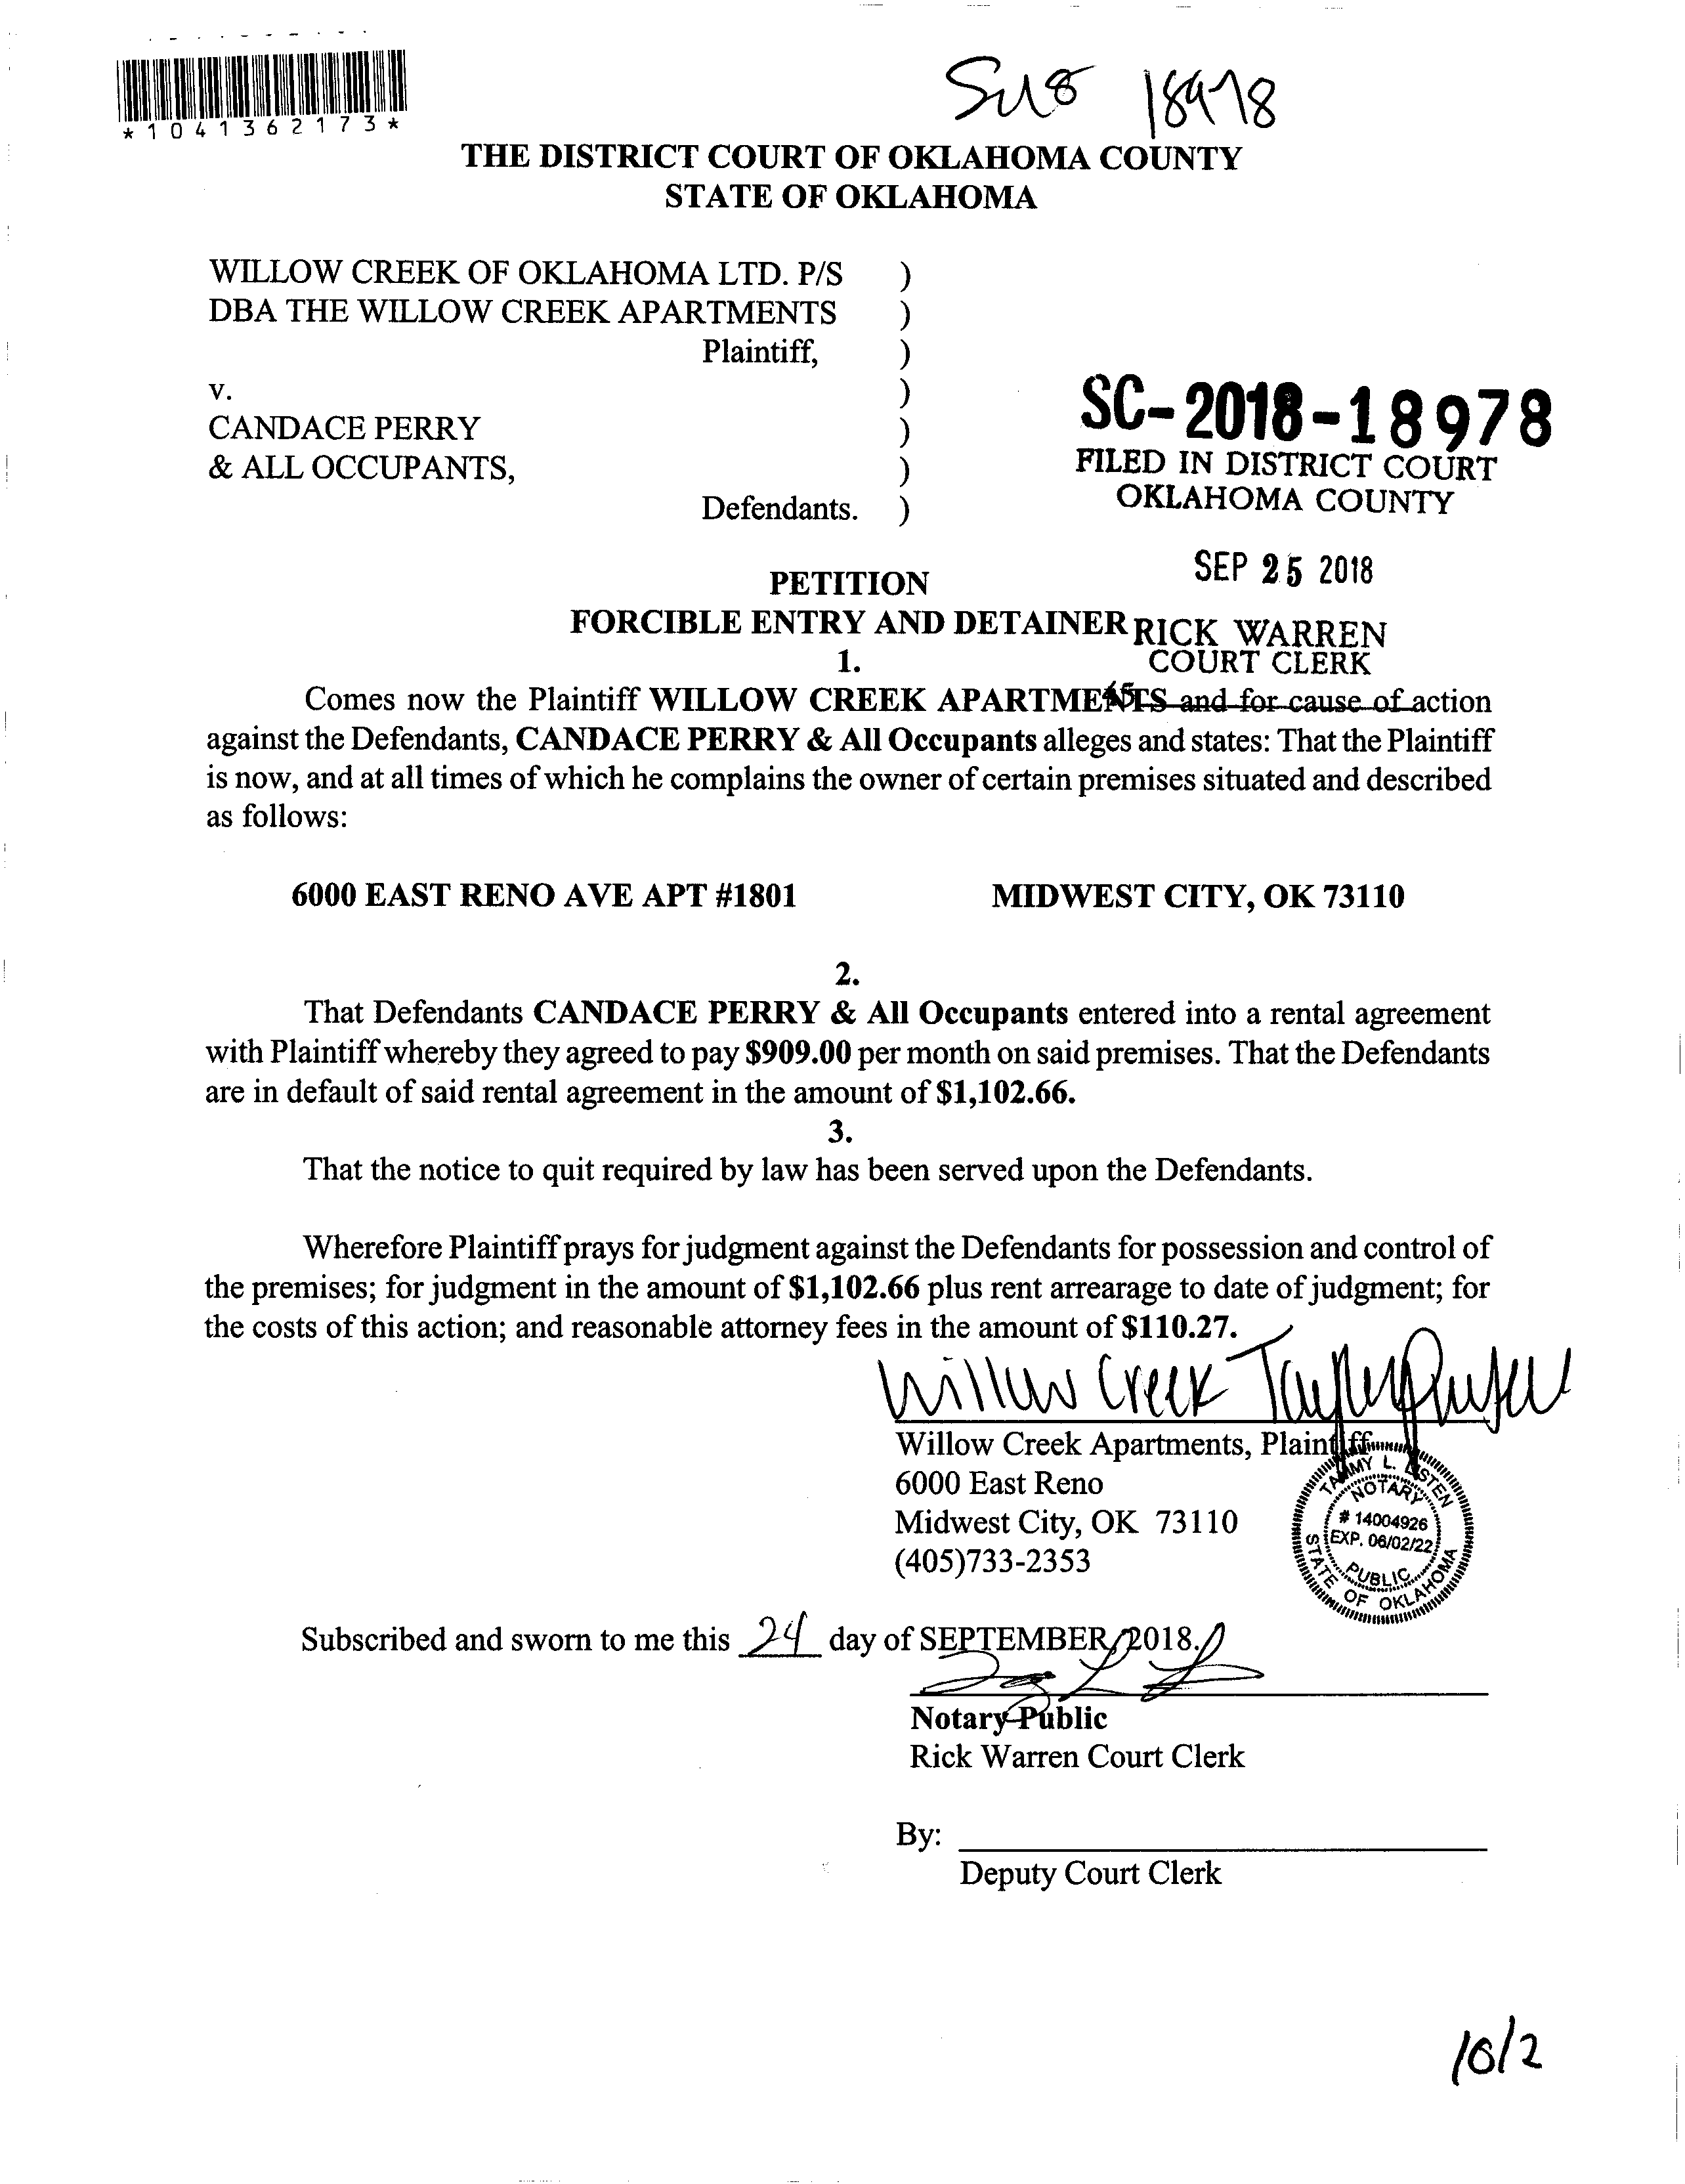 *1041362173*
18978
THE DISTRICT COURT OF OKLAHOMA COUNTY
STATE OF OKLAHOMA
WILLOW CREEK OF OKLAHOMA LTD. P/S )
DBA THE WILLOW CREEK APARTMENTS )
Plaintiff, )
v. )
CANDACE PERRY )
& ALL OCCUPANTS, )
Defendants. )
SC-2018-18978
FILED IN DISTRICT COURT
OKLAHOMA COUNTY
SEP 25 2018
RICK WARREN
COURT CLERK
45
PETITION
FORCIBLE ENTRY AND DETAINER
1.
Comes now the Plaintiff WILLOW CREEK APARTMENTS and for cause of action
against the Defendants, CANDACE PERRY & All Occupants alleges and states: That the Plaintiff
is now, and at all times of which he complains the owner of certain premises situated and described
as follows:
6000 EAST RENO AVE APT #1801 MIDWEST CITY, OK 73110
2.
That Defendants CANDACE PERRY & All Occupants entered into a rental agreement
with Plaintiff whereby they agreed to pay $909.00 per month on said premises. That the Defendants
are in default of said rental agreement in the amount of $1,102.66.
3.
That the notice to quit required by law has been served upon the Defendants.
Wherefore Plaintiff prays for judgment against the Defendants for possession and control of
the premises; for judgment in the amount of $1,102.66 plus rent arrearage to date of judgment; for
the costs of this action; and reasonable attorney fees in the amount of $110.27.
Willow Creek
Willow Creek Apartments, Plaintiff
6000 East Reno
Midwest City, OK 73110
(405)733-2353
TAMMY L. LISTEN
NOTARY
# 14004926
EXP. 06/02/22
PUBLIC
STATE OF OKLAHOMA
Subscribed and sworn to me this 24 day of SEPTEMBER, 2018.
Notary Public
Rick Warren Court Clerk
By:
Deputy Court Clerk
10/2